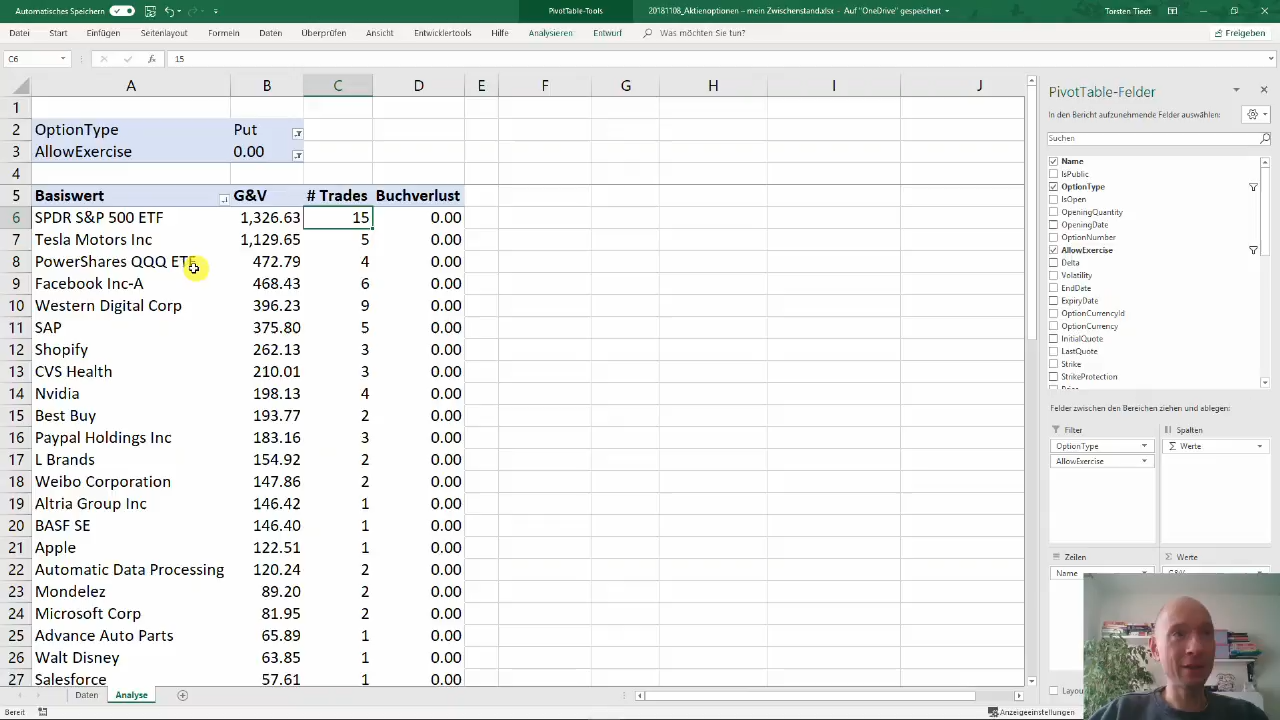 Automatisches Speichern
PivotTable-Tools
20181108_Aktienoptionen – mein Zwischenstand.xlsx - Auf "OneDrive" gespeichert
Torsten Tiedt
Datei Start Einfügen Seitenlayout Formeln Daten Überprüfen Ansicht Entwicklertools Hilfe Analysieren Entwurf Was möchten Sie tun? Freigeben
C6 fx 15
A B C D E F G H I J
1
2 OptionType Put
3 AllowExercise 0.00
4
5 Basiswert G&V # Trades Buchverlust
6 SPDR S&P 500 ETF 1,326.63 15 0.00
7 Tesla Motors Inc 1,129.65 5 0.00
8 PowerShares QQQ ETF 472.79 4 0.00
9 Facebook Inc-A 468.43 6 0.00
10 Western Digital Corp 396.23 9 0.00
11 SAP 375.80 5 0.00
12 Shopify 262.13 3 0.00
13 CVS Health 210.01 3 0.00
14 Nvidia 198.13 4 0.00
15 Best Buy 193.77 2 0.00
16 Paypal Holdings Inc 183.16 3 0.00
17 L Brands 154.92 2 0.00
18 Weibo Corporation 147.86 2 0.00
19 Altria Group Inc 146.42 1 0.00
20 BASF SE 146.40 1 0.00
21 Apple 122.51 1 0.00
22 Automatic Data Processing 120.24 2 0.00
23 Mondelez 89.20 2 0.00
24 Microsoft Corp 81.95 2 0.00
25 Advance Auto Parts 65.89 1 0.00
26 Walt Disney 63.85 1 0.00
27 Salesforce 57.61 1 0.00
Daten Analyse
Bereit
Anzeigeeinstellungen
PivotTable-Felder
In den Bericht aufzunehmende Felder auswählen:
Suchen
Name
IsPublic
OptionType
IsOpen
OpeningQuantity
OpeningDate
OptionNumber
AllowExercise
Delta
Volatility
EndDate
ExpiryDate
OptionCurrencyId
OptionCurrency
InitialQuote
LastQuote
Strike
StrikeProtection
Felder zwischen den Bereichen ziehen und ablegen:
Filter Spalten
OptionType Σ Werte
AllowExercise
Zeilen Σ Werte
Name G&V